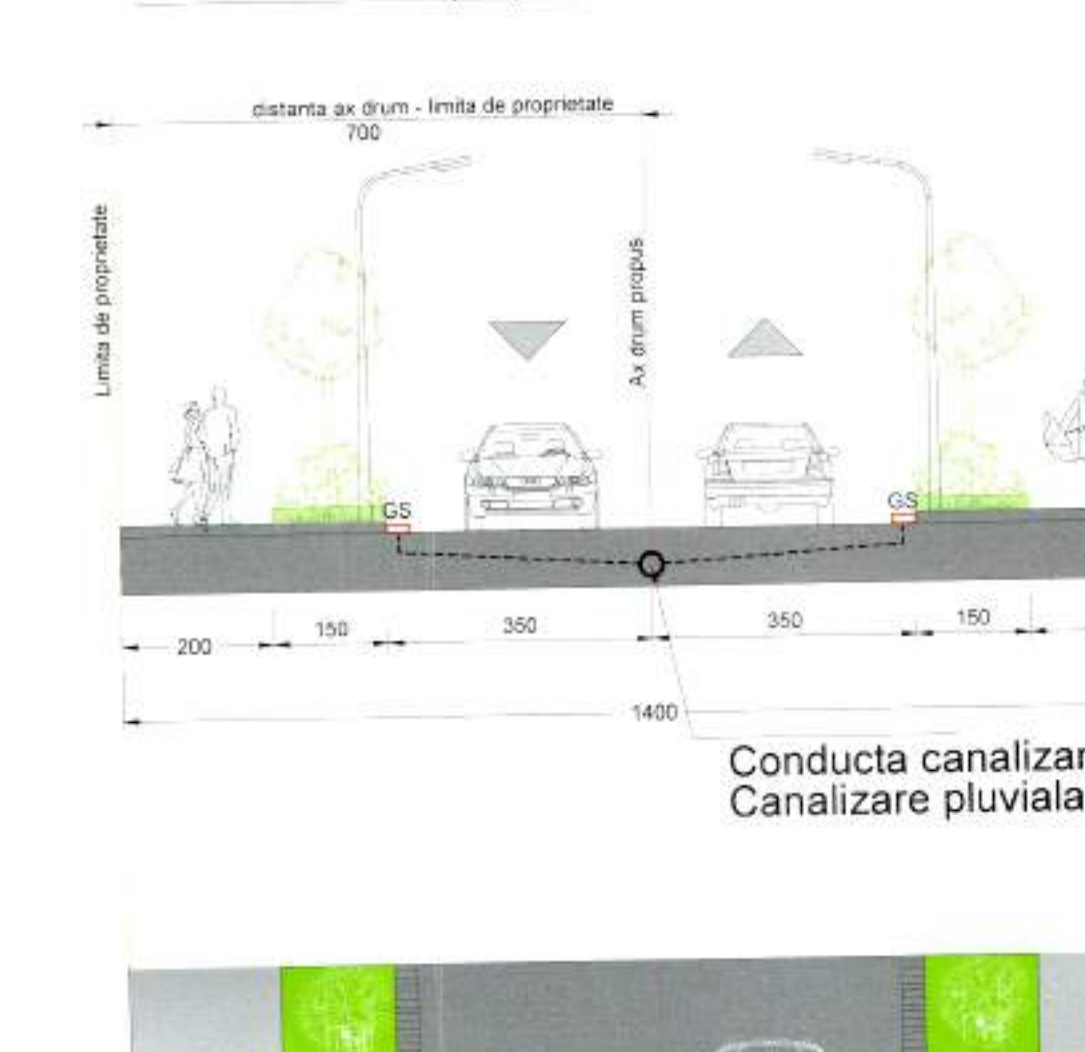 distanta ax drum - limita de proprietate
700
Limita de proprietate
Ax drum propus
GS
GS
200
150
350
350
150
1400
Conducta canalizar
Canalizare pluviala